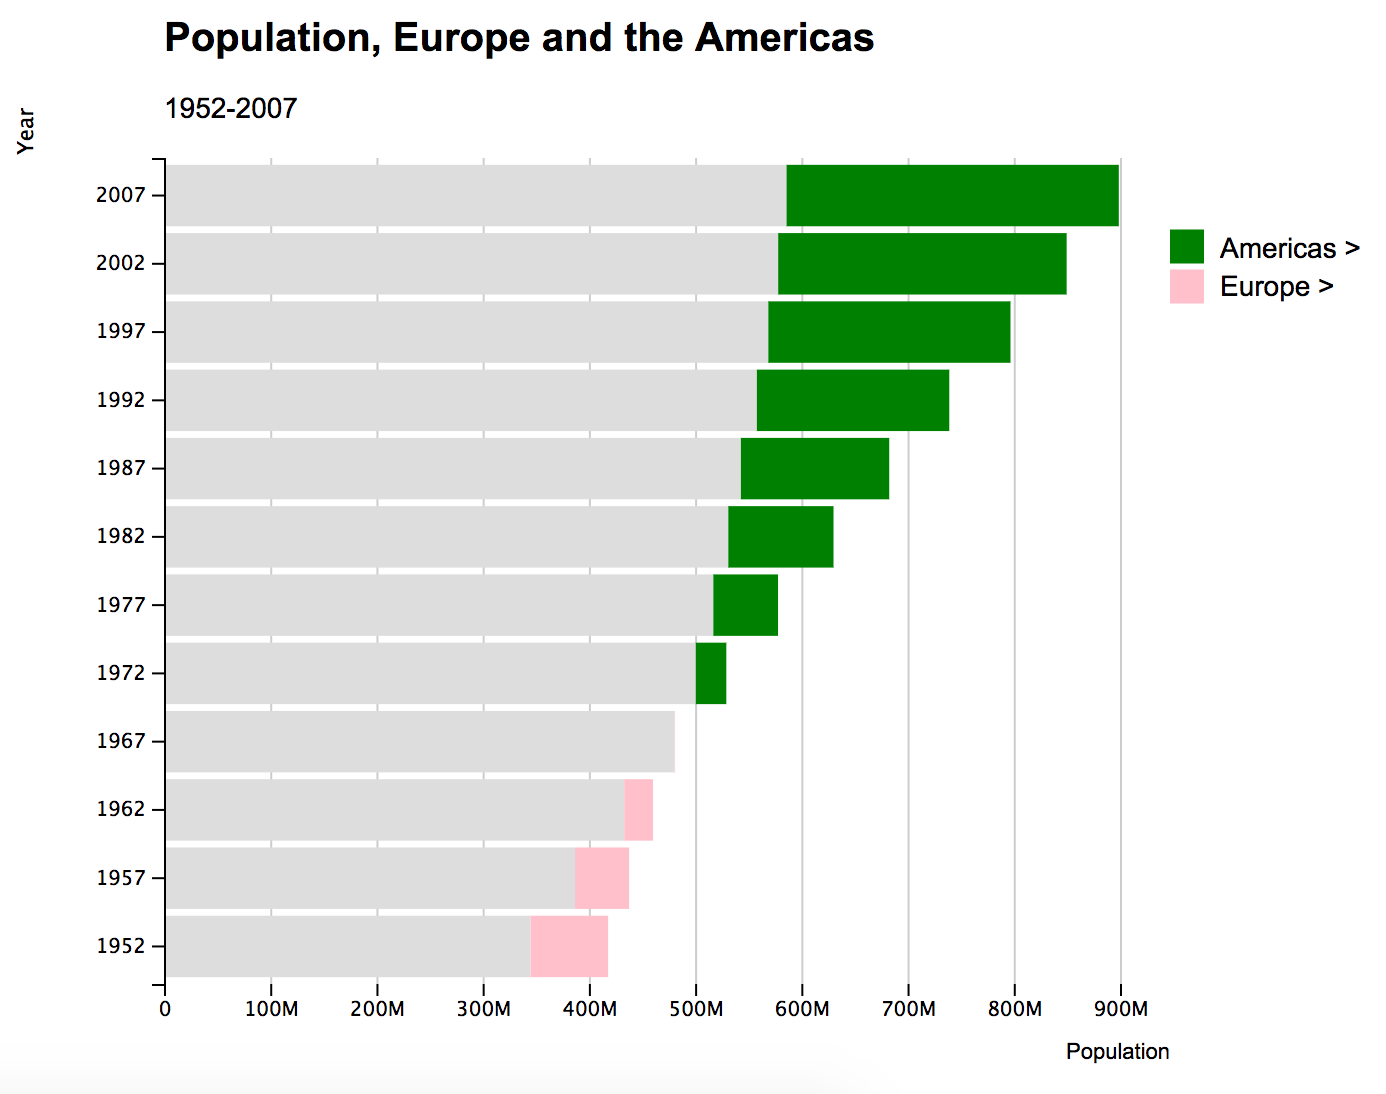 Population, Europe and the Americas
1952-2007
Year
2007
2002
1997
1992
1987
1982
1977
1972
1967
1962
1957
1952
0 100M 200M 300M 400M 500M 600M 700M 800M 900M
Population
Americas >
Europe >